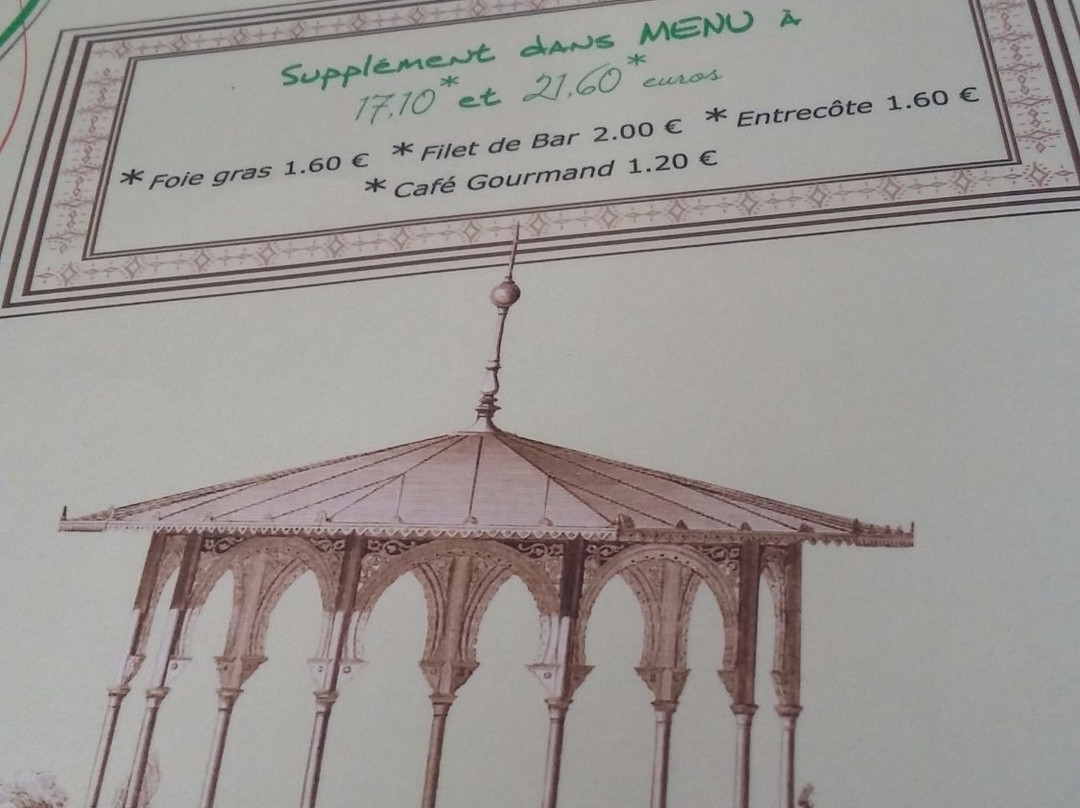 Supplément dans MENU à
17,10* et 21,60* euros
* Foie gras 1.60 € * Filet de Bar 2.00 € * Entrecôte 1.60 €
* Café Gourmand 1.20 €